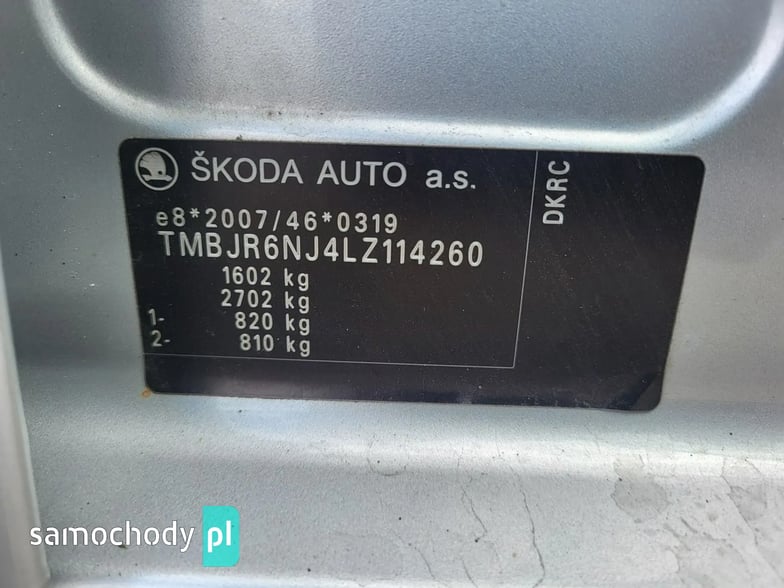 ŠKODA AUTO a.s.
DKRC
e8*2007/46*0319
TMBJR6NJ4LZ114260
1602 kg
2702 kg
1- 820 kg
2- 810 kg
samochody pl